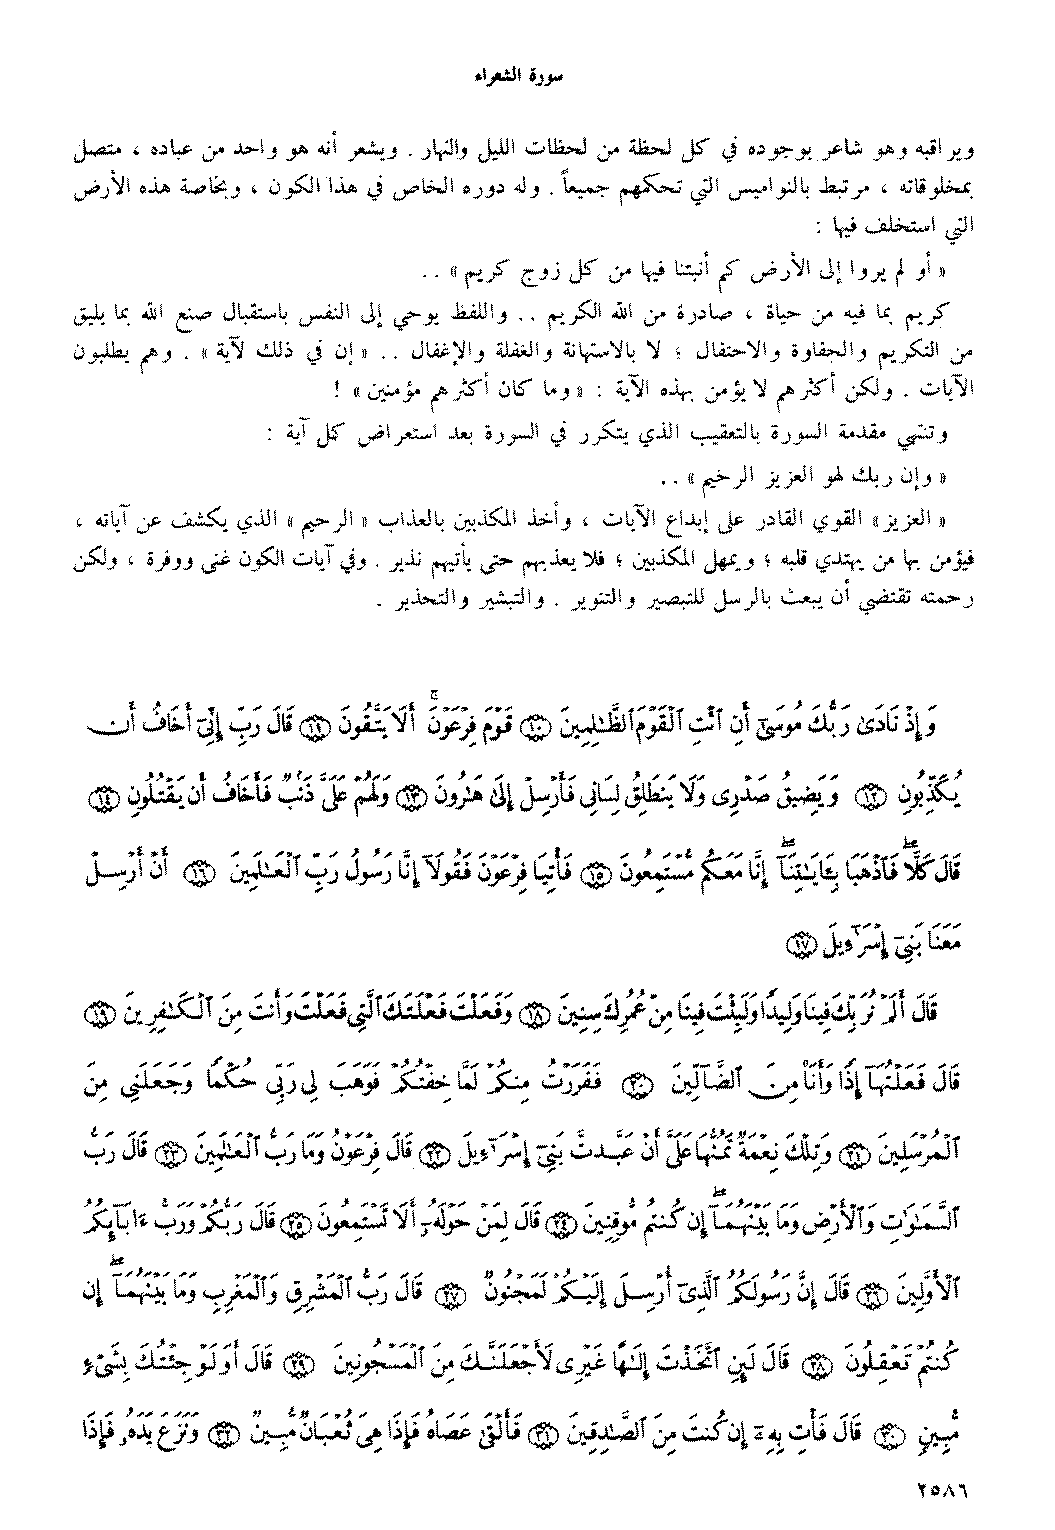 سورة الشعراء
ويراقبه وهو شاعر بوجوده في كل لحظة من لحظات الليل والنهار . ويشعر أنه هو واحد من عباده ، متصل
بمخلوقاته ، مرتبط بالنواميس التي تحكمهم جميعاً . وله دوره الخاص في هذا الكون ، وبخاصة هذه الأرض
التي استخلف فيها :
« أو لم يروا إلى الأرض كم أنبتنا فيها من كل زوج كريم » . .
كريم بما فيه من حياة ، صادرة من الله الكريم . . واللفظ يوحي إلى النفس باستقبال صنع الله بما يليق
من التكريم والحفاوة والاحتفال ؛ لا بالاستهانة والغفلة والإغفال . . « إن في ذلك لآية » . وهم يطلبون
الآيات . ولكن أكثرهم لا يؤمن بهذه الآية : « وما كان أكثرهم مؤمنين » !
وتنتهي مقدمة السورة بالتعقيب الذي يتكرر في السورة بعد استعراض كل آية :
« وإن ربك لهو العزيز الرحيم » . .
« العزيز » القوي القادر على إبداع الآيات ، وأخذ المكذبين بالعذاب « الرحيم » الذي يكشف عن آياته ،
فيؤمن بها من يهتدي قلبه ؛ ويمهل المكذبين ؛ فلا يعذبهم حتى يأتيهم نذير . وفي آيات الكون غنى ووفرة ، ولكن
رحمته تقتضي أن يبعث بالرسل للتبصير والتنوير . والتبشير والتحذير .
وَإِذْ نَادَىٰ رَبُّكَ مُوسَىٰٓ أَنِ ٱئْتِ ٱلْقَوْمَ ٱلظَّـٰلِمِينَ ﴿١٠﴾ قَوْمَ فِرْعَوْنَ ۚ أَلَا يَتَّقُونَ ﴿١١﴾ قَالَ رَبِّ إِنِّىٓ أَخَافُ أَن
يُكَذِّبُونِ ﴿١٢﴾ وَيَضِيقُ صَدْرِى وَلَا يَنطَلِقُ لِسَانِى فَأَرْسِلْ إِلَىٰ هَـٰرُونَ ﴿١٣﴾ وَلَهُمْ عَلَىَّ ذَنۢبٌ فَأَخَافُ أَن يَقْتُلُونِ ﴿١٤﴾
قَالَ كَلَّا ۖ فَٱذْهَبَا بِـَٔايَـٰتِنَآ ۖ إِنَّا مَعَكُم مُّسْتَمِعُونَ ﴿١٥﴾ فَأْتِيَا فِرْعَوْنَ فَقُولَآ إِنَّا رَسُولُ رَبِّ ٱلْعَـٰلَمِينَ ﴿١٦﴾ أَنْ أَرْسِلْ
مَعَنَا بَنِىٓ إِسْرَٰٓءِيلَ ﴿١٧﴾
قَالَ أَلَمْ نُرَبِّكَ فِينَا وَلِيدًا وَلَبِثْتَ فِينَا مِنْ عُمُرِكَ سِنِينَ ﴿١٨﴾ وَفَعَلْتَ فَعْلَتَكَ ٱلَّتِى فَعَلْتَ وَأَنتَ مِنَ ٱلْكَـٰفِرِينَ ﴿١٩﴾
قَالَ فَعَلْتُهَآ إِذًا وَأَنَا۠ مِنَ ٱلضَّآلِّينَ ﴿٢٠﴾ فَفَرَرْتُ مِنكُمْ لَمَّا خِفْتُكُمْ فَوَهَبَ لِى رَبِّى حُكْمًا وَجَعَلَنِى مِنَ
ٱلْمُرْسَلِينَ ﴿٢١﴾ وَتِلْكَ نِعْمَةٌ تَمُنُّهَا عَلَىَّ أَنْ عَبَّدتَّ بَنِىٓ إِسْرَٰٓءِيلَ ﴿٢٢﴾ قَالَ فِرْعَوْنُ وَمَا رَبُّ ٱلْعَـٰلَمِينَ ﴿٢٣﴾ قَالَ رَبُّ
ٱلسَّمَـٰوَٰتِ وَٱلْأَرْضِ وَمَا بَيْنَهُمَآ ۖ إِن كُنتُم مُّوقِنِينَ ﴿٢٤﴾ قَالَ لِمَنْ حَوْلَهُۥٓ أَلَا تَسْتَمِعُونَ ﴿٢٥﴾ قَالَ رَبُّكُمْ وَرَبُّ ءَابَآئِكُمُ
ٱلْأَوَّلِينَ ﴿٢٦﴾ قَالَ إِنَّ رَسُولَكُمُ ٱلَّذِىٓ أُرْسِلَ إِلَيْكُمْ لَمَجْنُونٌ ﴿٢٧﴾ قَالَ رَبُّ ٱلْمَشْرِقِ وَٱلْمَغْرِبِ وَمَا بَيْنَهُمَآ ۖ إِن
كُنتُمْ تَعْقِلُونَ ﴿٢٨﴾ قَالَ لَئِنِ ٱتَّخَذْتَ إِلَـٰهًا غَيْرِى لَأَجْعَلَنَّكَ مِنَ ٱلْمَسْجُونِينَ ﴿٢٩﴾ قَالَ أَوَلَوْ جِئْتُكَ بِشَىْءٍ
مُّبِينٍ ﴿٣٠﴾ قَالَ فَأْتِ بِهِۦٓ إِن كُنتَ مِنَ ٱلصَّـٰدِقِينَ ﴿٣١﴾ فَأَلْقَىٰ عَصَاهُ فَإِذَا هِىَ ثُعْبَانٌ مُّبِينٌ ﴿٣٢﴾ وَنَزَعَ يَدَهُۥ فَإِذَا
٢٥٨٦